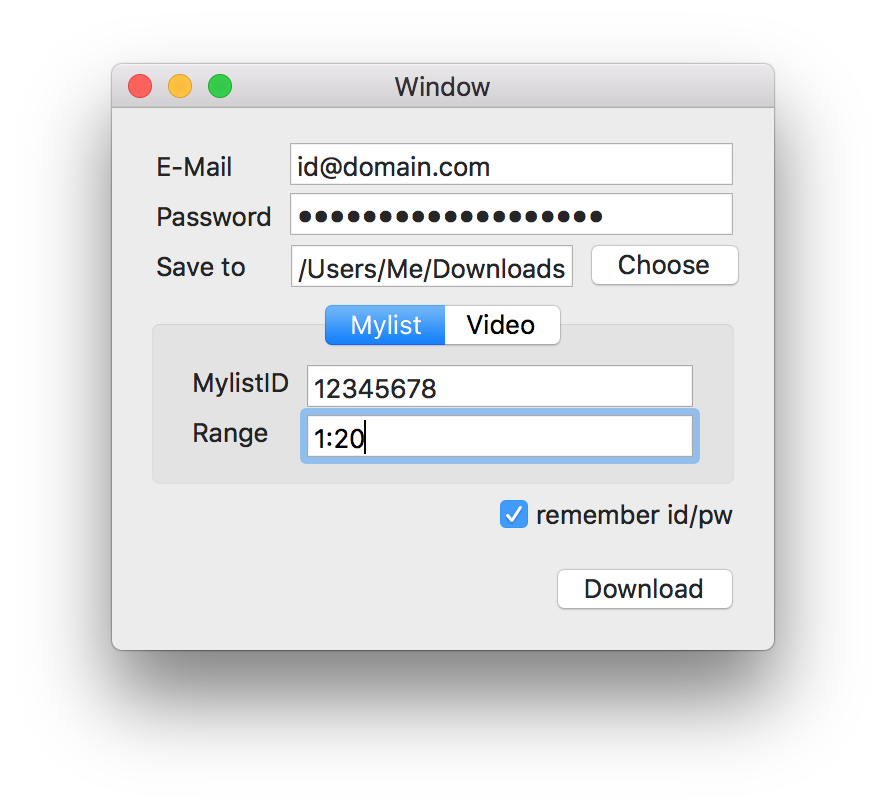 Window
E-Mail id@domain.com
Password ●●●●●●●●●●●●●●●●●●●
Save to /Users/Me/Downloads Choose
Mylist Video
MylistID 12345678
Range 1:20
remember id/pw
Download